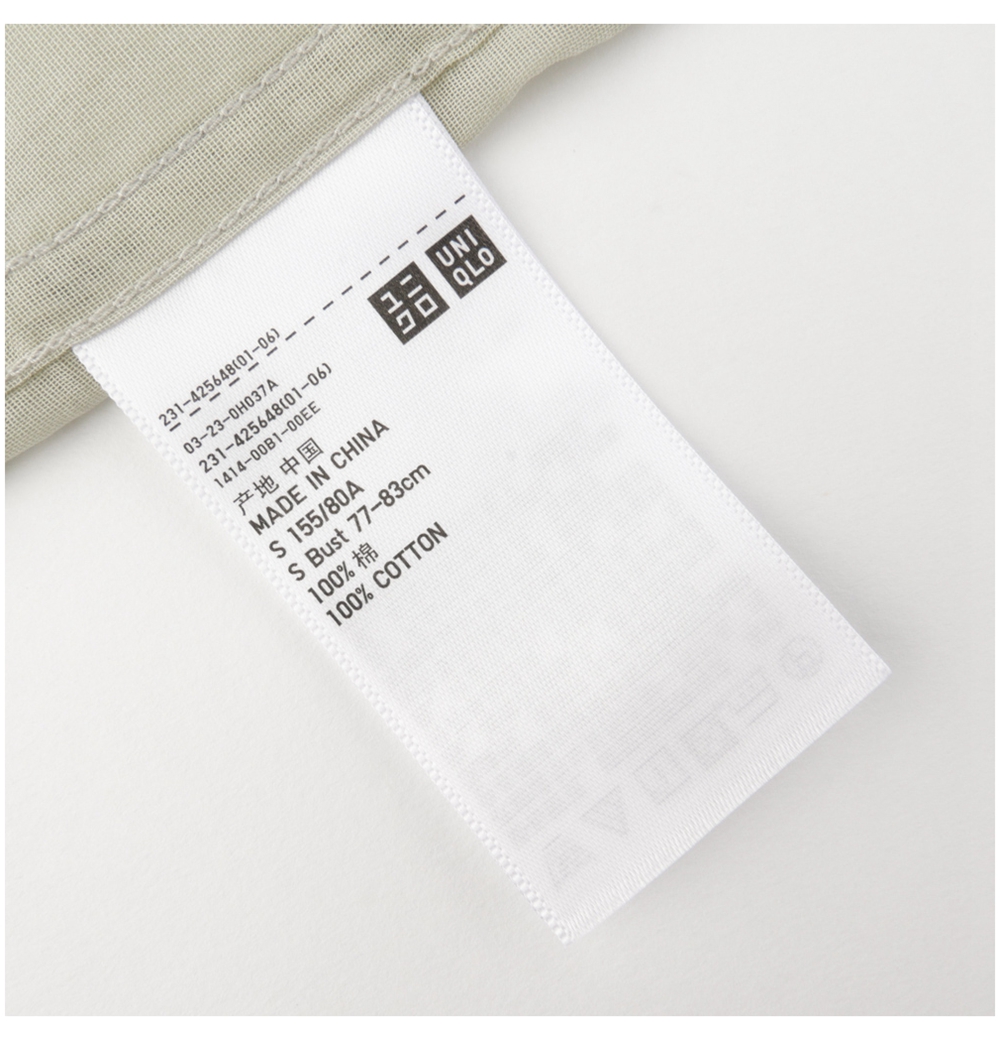 ユニ
クロ
UNI
QLO
231-425648(01-06)
03-23-0H037A
231-425648(01-06)
1414-00B1-00EE
产地 中国
MADE IN CHINA
S 155/80A
S Bust 77-83cm
100% 棉
100% COTTON